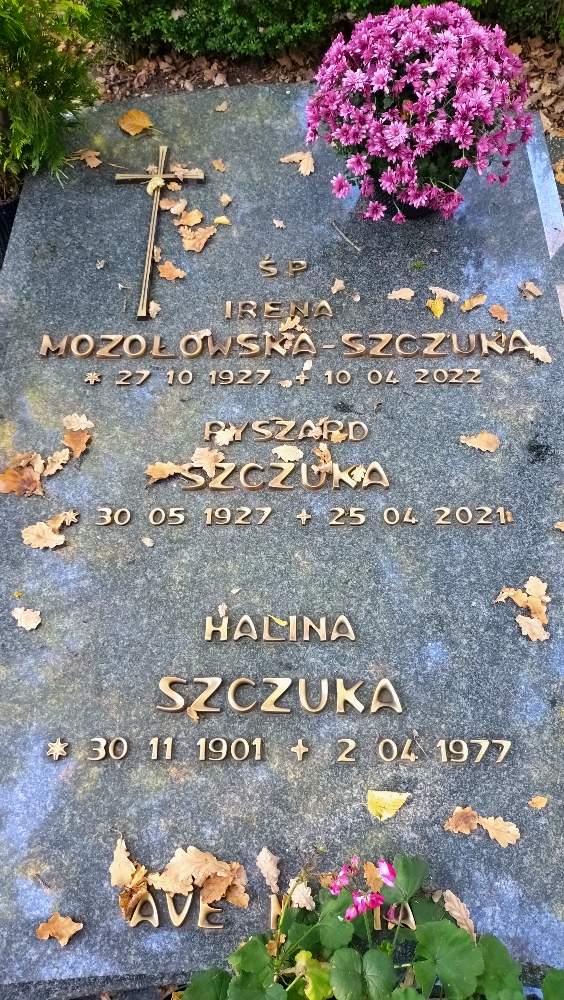 ŚP
IRENA
MOZOŁOWSKA-SZCZUKA
* 27 10 1927 + 10 04 2022
RYSZARD
SZCZUKA
* 30 05 1927 + 25 04 2021
HALINA
SZCZUKA
* 30 11 1901 + 2 04 1977
AVE